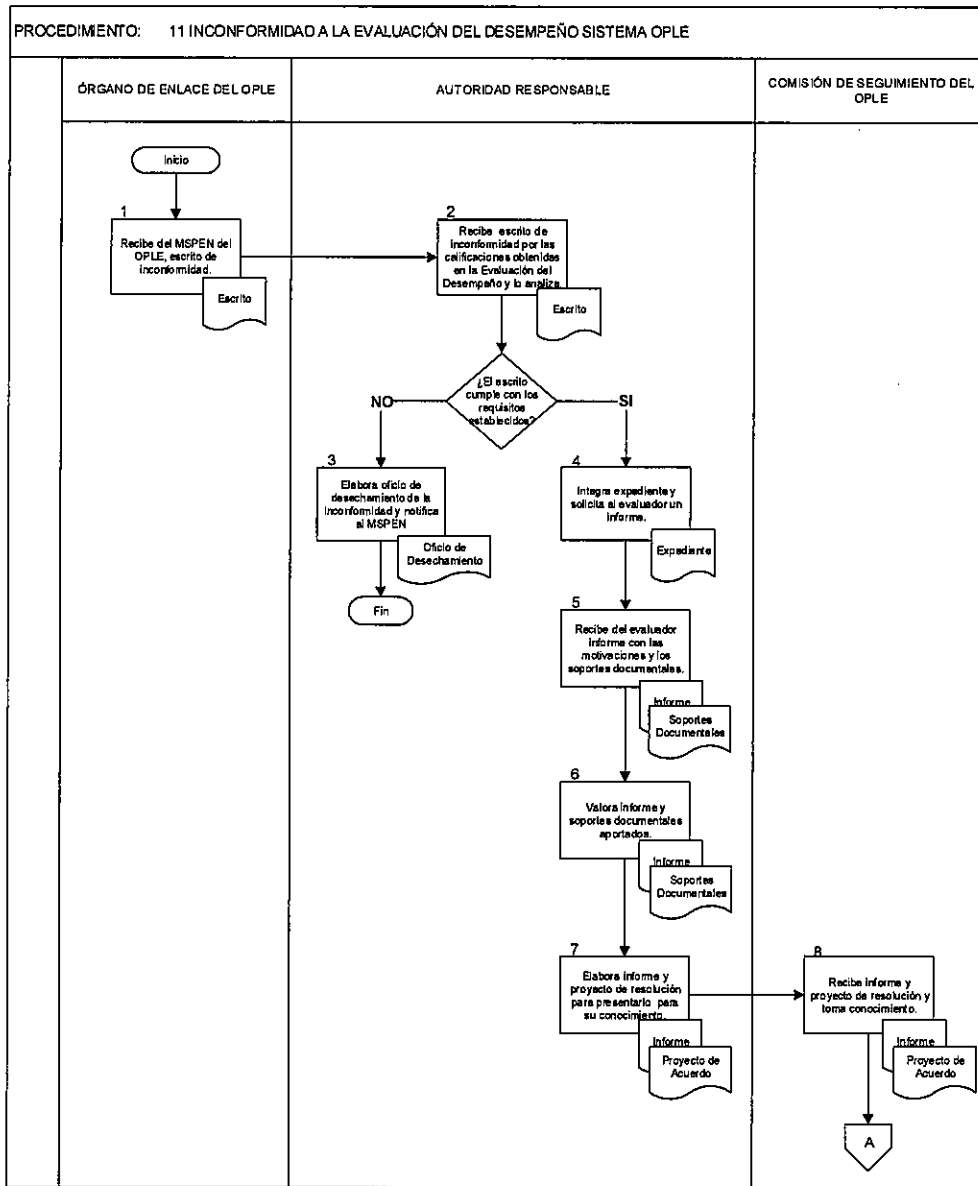 PROCEDIMIENTO: 11 INCONFORMIDAD A LA EVALUACIÓN DEL DESEMPEÑO SISTEMA OPLE
ÓRGANO DE ENLACE DEL OPLE
AUTORIDAD RESPONSABLE
COMISIÓN DE SEGUIMIENTO DEL
OPLE
Inicio
1
Recibe del MSPEN del
OPLE, escrito de
inconformidad.
Escrito
2
Recibe escrito de
inconformidad por las
calificaciones obtenidas
en la Evaluación del
Desempeño y lo analiza.
Escrito
¿El escrito
cumple con los
requisitos
establecidos?
NO
SI
3
Elabora oficio de
desechamiento de la
inconformidad y notifica
al MSPEN
Oficio de
Desechamiento
Fin
4
Integra expediente y
solicita al evaluador un
informe.
Expediente
5
Recibe del evaluador
informe con las
motivaciones y los
soportes documentales.
Informe
Soportes
Documentales
6
Valora informe y
soportes documentales
aportados.
Informe
Soportes
Documentales
7
Elabora informe y
proyecto de resolución
para presentarlo para
su conocimiento.
Informe
Proyecto de
Acuerdo
8
Recibe informe y
proyecto de resolución y
toma conocimiento.
Informe
Proyecto de
Acuerdo
A